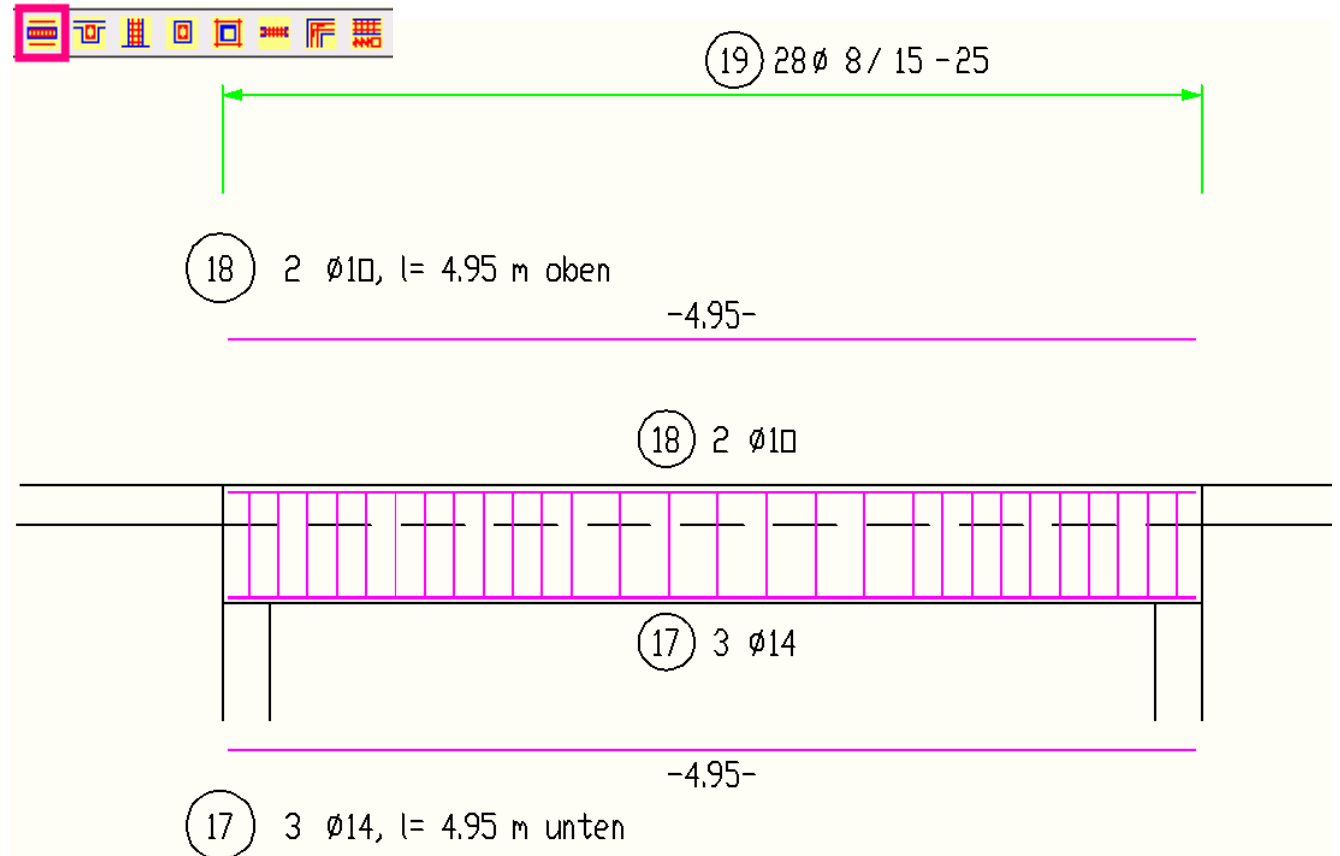 19 28ø 8/ 15 -25
18 2 ø10, l= 4.95 m oben
-4.95-
18 2 ø10
17 3 ø14
-4.95-
17 3 ø14, l= 4.95 m unten